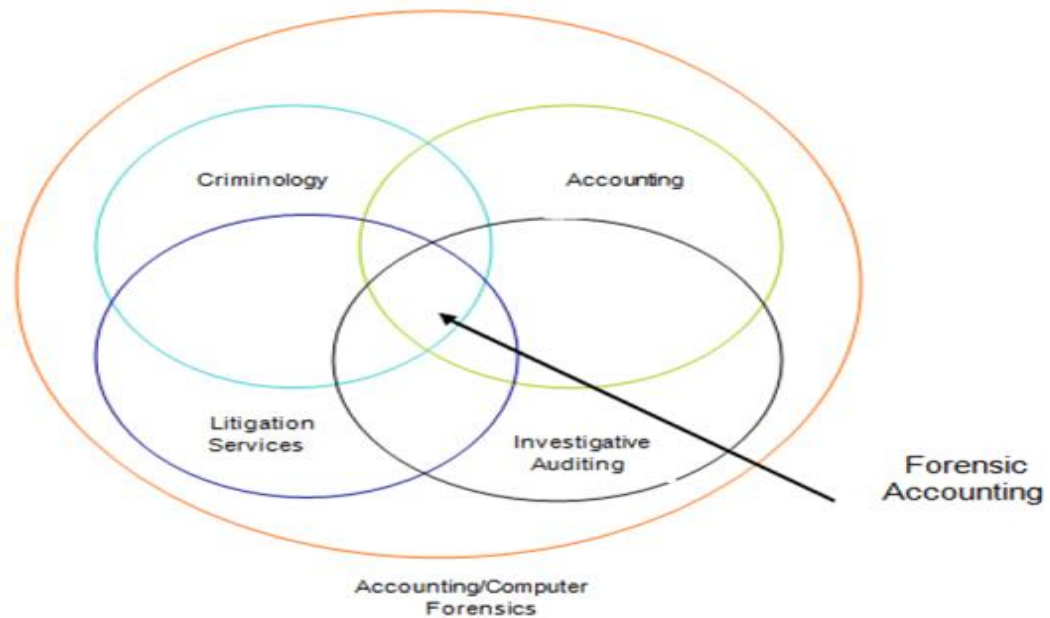 Criminology
Accounting
Litigation
Services
Investigative
Auditing
Forensic
Accounting
Accounting/Computer
Forensics